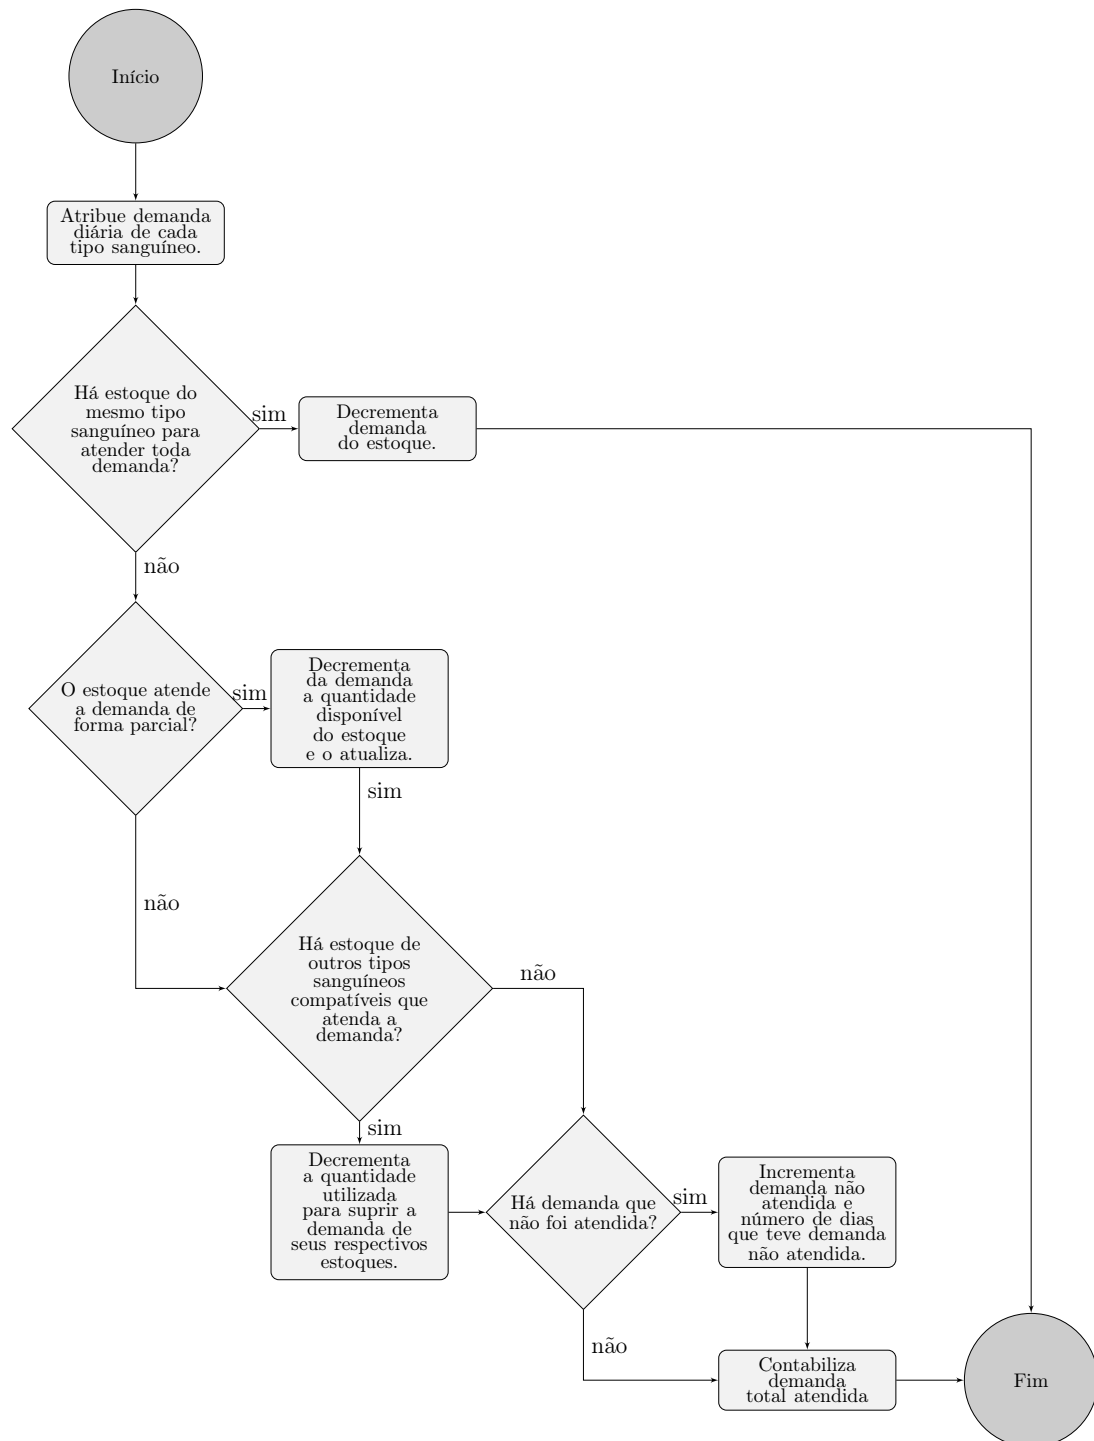 Início
Atribue demanda
diária de cada
tipo sanguíneo.
Há estoque do
mesmo tipo
sanguíneo para
atender toda
demanda?
sim
Decrementa
demanda
do estoque.
não
O estoque atende
a demanda de
forma parcial?
sim
Decrementa
da demanda
a quantidade
disponível
do estoque
e o atualiza.
sim
não
Há estoque de
outros tipos
sanguíneos
compatíveis que
atenda a
demanda?
não
sim
Decrementa
a quantidade
utilizada
para suprir a
demanda de
seus respectivos
estoques.
Há demanda que
não foi atendida?
sim
Incrementa
demanda não
atendida e
número de dias
que teve demanda
não atendida.
não
Contabiliza
demanda
total atendida
Fim